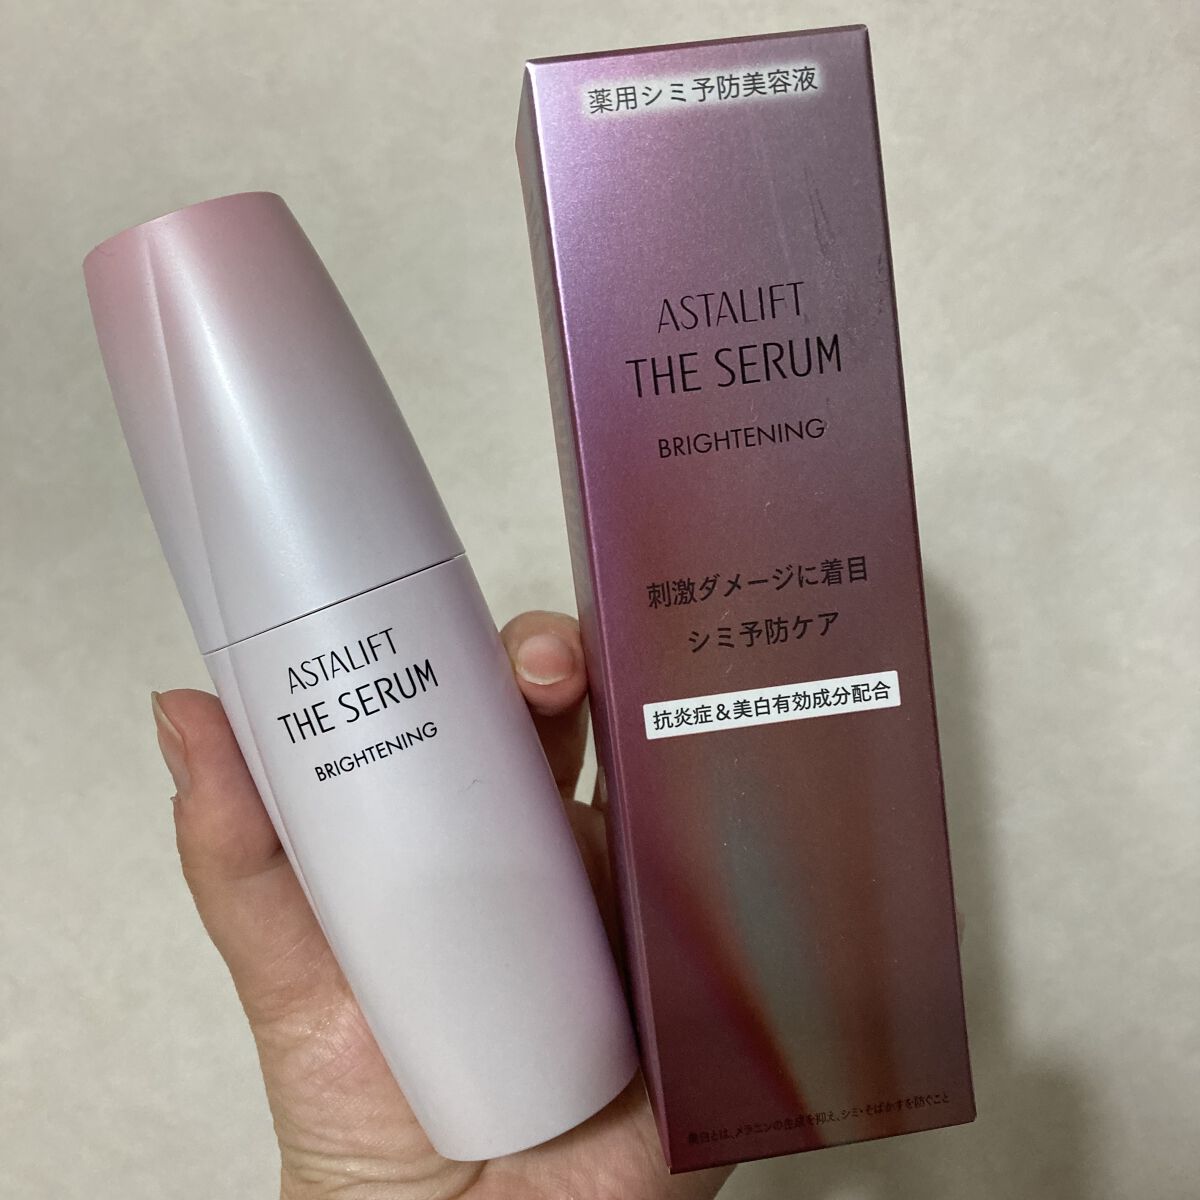 ASTALIFT
THE SERUM
BRIGHTENING
薬用シミ予防美容液
ASTALIFT
THE SERUM
BRIGHTENING
刺激ダメージに着目
シミ予防ケア
抗炎症＆美白有効成分配合
美白とは、メラニンの生成を抑え、シミ・そばかすを防ぐこと